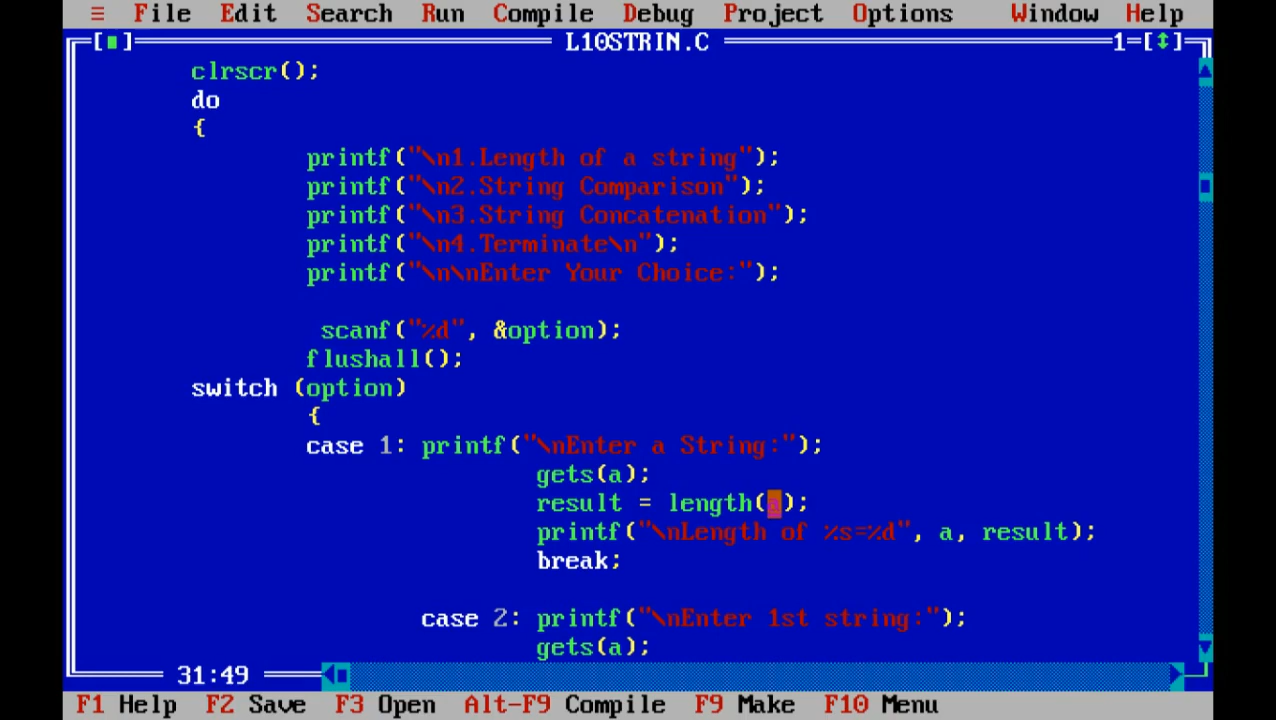 ≡ File Edit Search Run Compile Debug Project Options Window Help
[■] L10STRIN.C 1=[↕]
clrscr();
do
{
printf("\n1.Length of a string");
printf("\n2.String Comparison");
printf("\n3.String Concatenation");
printf("\n4.Terminate\n");
printf("\n\nEnter Your Choice:");
scanf("%d", &option);
flushall();
switch (option)
{
case 1: printf("\nEnter a String:");
gets(a);
result = length(a);
printf("\nLength of %s=%d", a, result);
break;
case 2: printf("\nEnter 1st string:");
gets(a);
31:49
F1 Help F2 Save F3 Open Alt-F9 Compile F9 Make F10 Menu